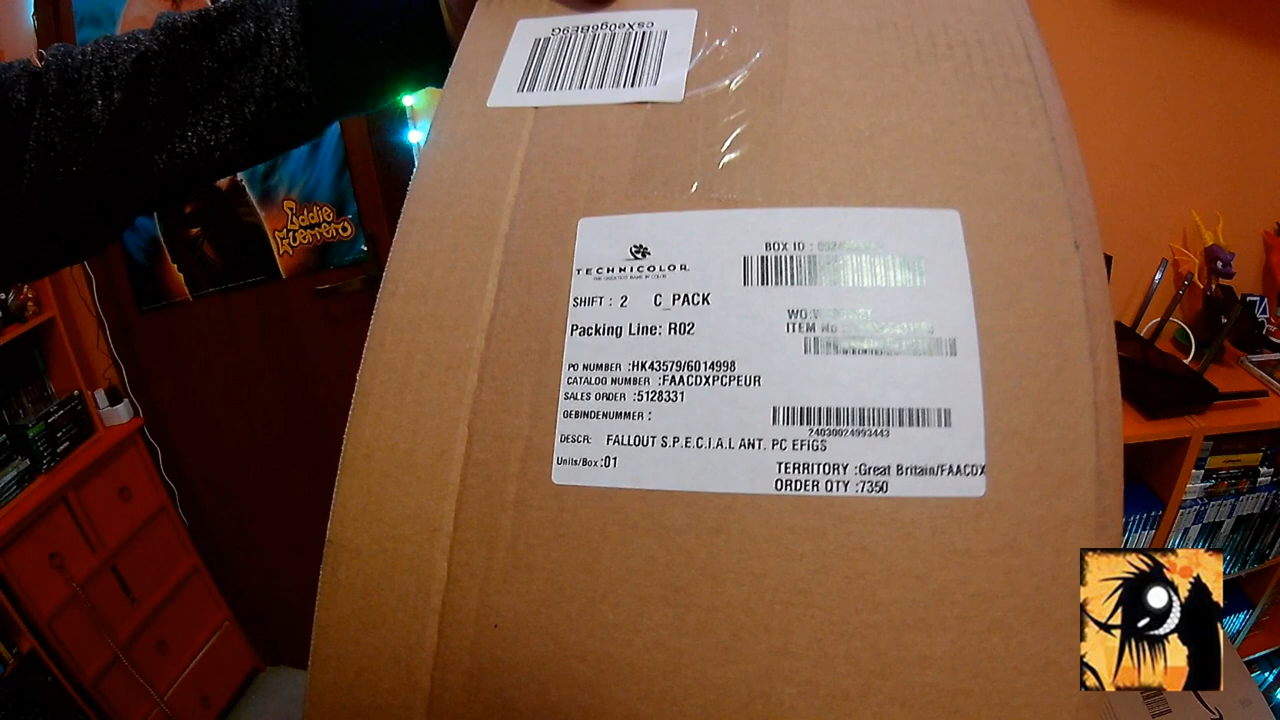 csXe0g6BE9G
Eddie
Guerrero
TECHNICOLOR
BOX ID :
SHIFT : 2 C_PACK
Packing Line: R02
ITEM No :
PO NUMBER :HK43579/6014998
CATALOG NUMBER :FAACDXPCPEUR
SALES ORDER :5128331
GEBINDENUMMER :
24030024993443
DESCR: FALLOUT S.P.E.C.I.A.L ANT. PC EFIGS
Units/Box :01
TERRITORY :Great Britain/FAACDX
ORDER QTY :7350